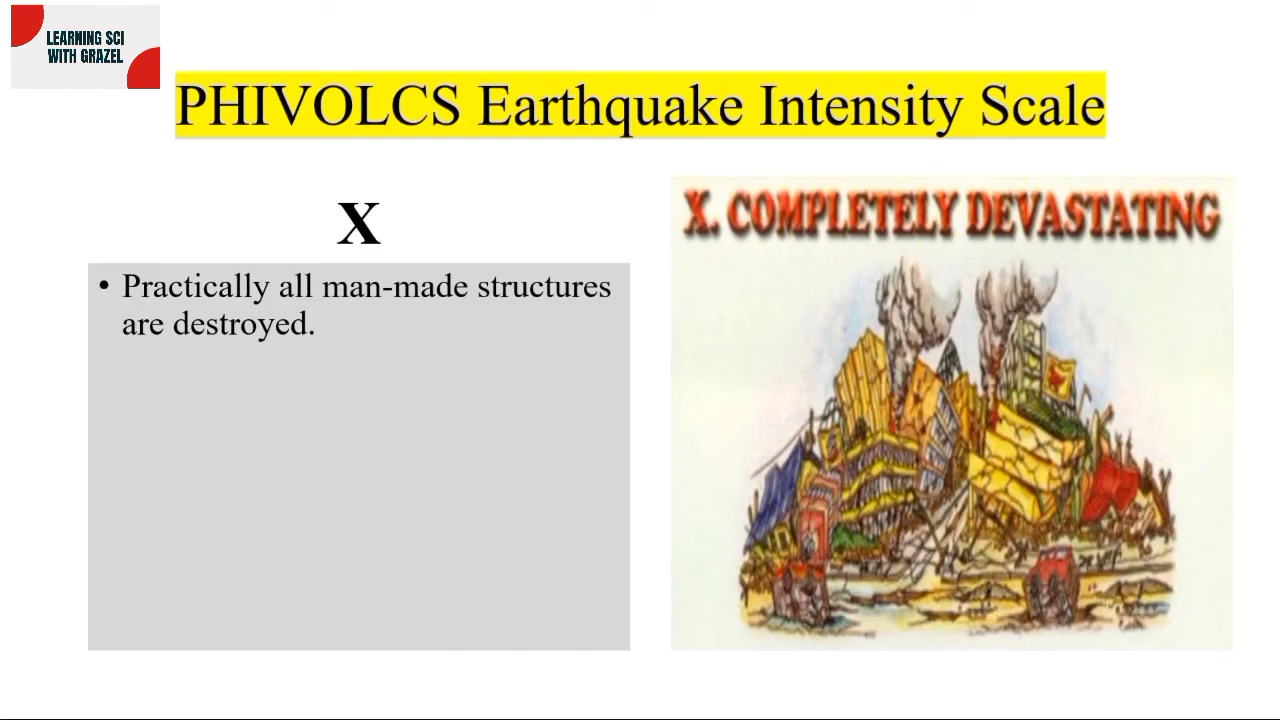 LEARNING SCI
WITH GRAZEL
PHIVOLCS Earthquake Intensity Scale
X
• Practically all man-made structures
are destroyed.
X. COMPLETELY DEVASTATING